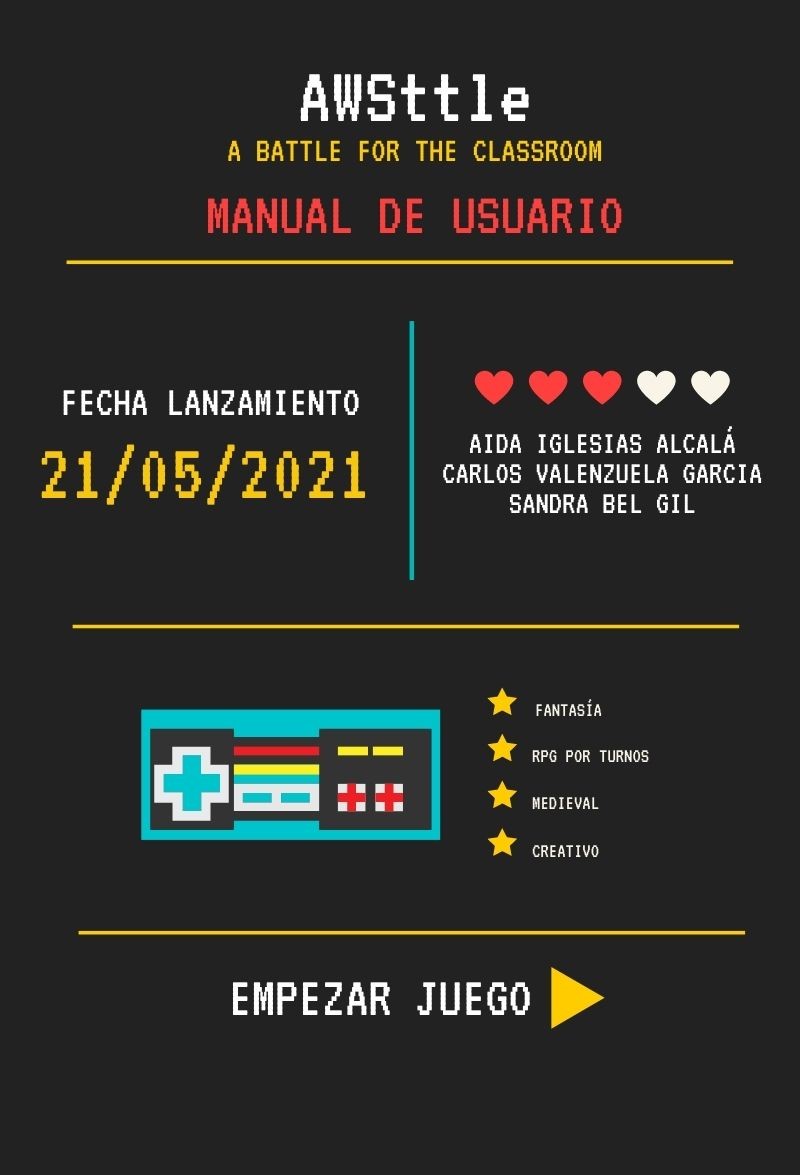 AWSttle
A BATTLE FOR THE CLASSROOM
MANUAL DE USUARIO
FECHA LANZAMIENTO
21/05/2021
AIDA IGLESIAS ALCALÁ
CARLOS VALENZUELA GARCIA
SANDRA BEL GIL
FANTASÍA
RPG POR TURNOS
MEDIEVAL
CREATIVO
EMPEZAR JUEGO